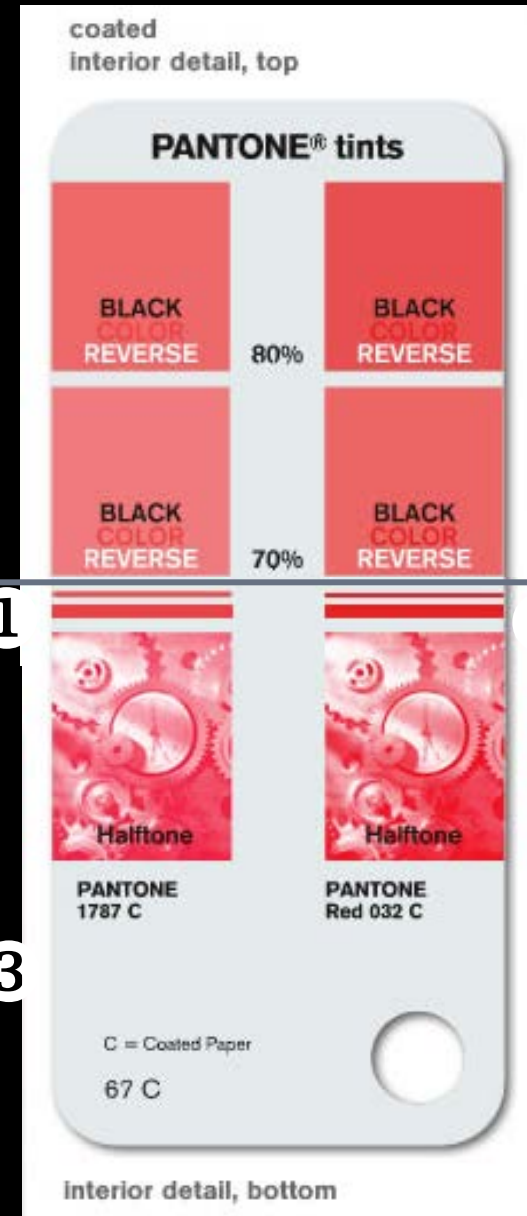 coated
interior detail, top
PANTONE® tints
BLACK
COLOR
REVERSE
80%
BLACK
COLOR
REVERSE
BLACK
COLOR
REVERSE
70%
BLACK
COLOR
REVERSE
1
Halftone
Halftone
PANTONE
1787 C
PANTONE
Red 032 C
3
C = Coated Paper
67 C
interior detail, bottom